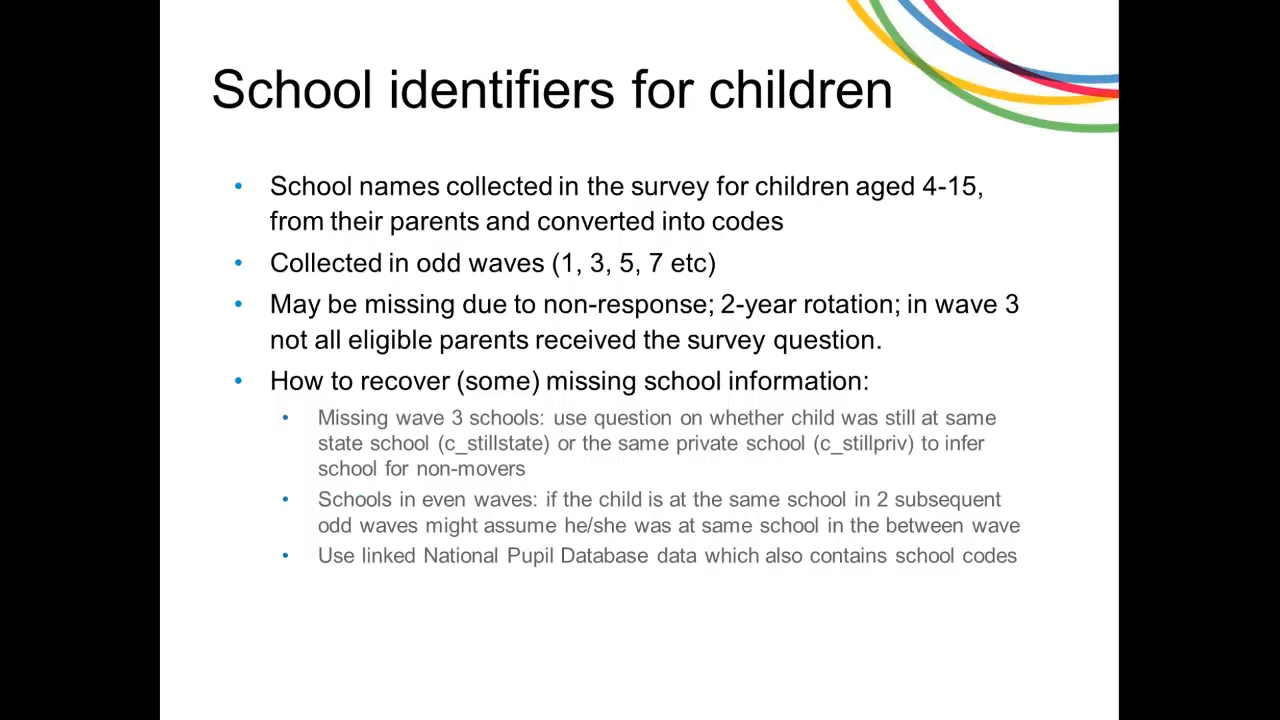 School identifiers for children
• School names collected in the survey for children aged 4-15,
from their parents and converted into codes
• Collected in odd waves (1, 3, 5, 7 etc)
• May be missing due to non-response; 2-year rotation; in wave 3
not all eligible parents received the survey question.
• How to recover (some) missing school information:
• Missing wave 3 schools: use question on whether child was still at same
state school (c_stillstate) or the same private school (c_stillpriv) to infer
school for non-movers
• Schools in even waves: if the child is at the same school in 2 subsequent
odd waves might assume he/she was at same school in the between wave
• Use linked National Pupil Database data which also contains school codes